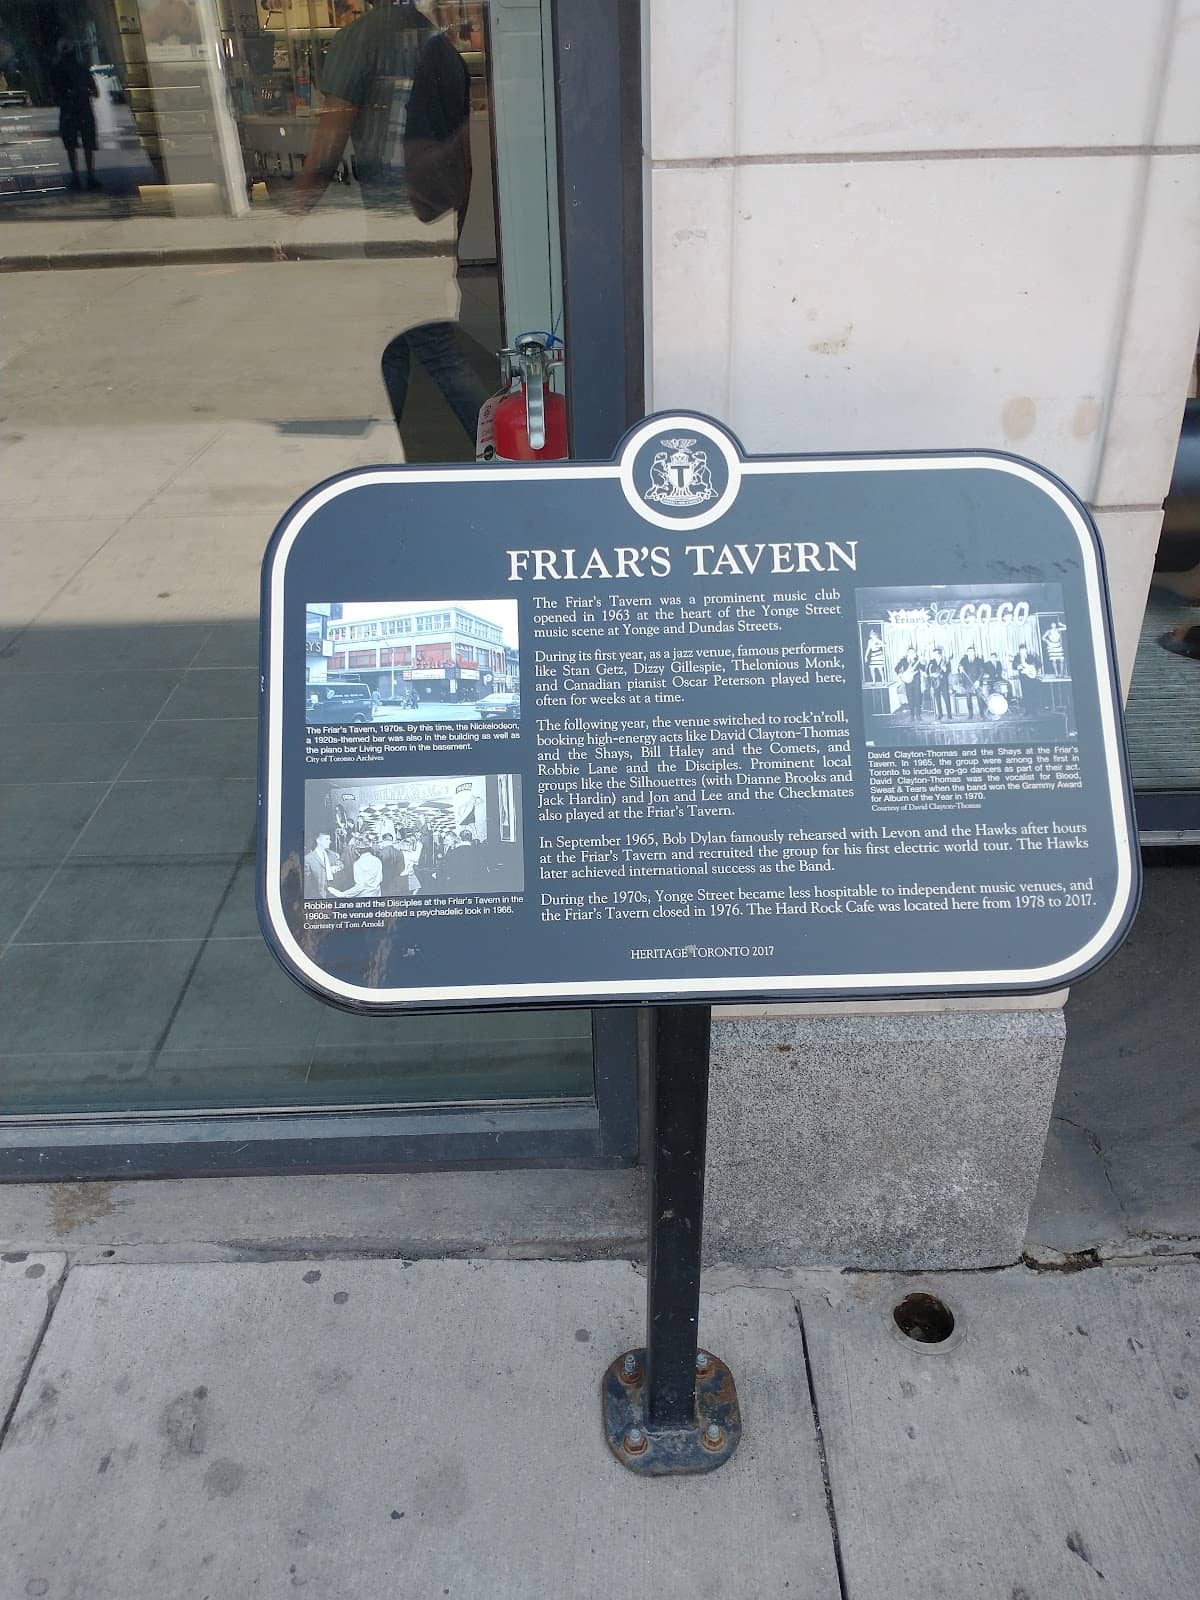 T
FRIAR'S TAVERN
The Friar's Tavern was a prominent music club
opened in 1963 at the heart of the Yonge Street
music scene at Yonge and Dundas Streets.
During its first year, as a jazz venue, famous performers
like Stan Getz, Dizzy Gillespie, Thelonious Monk,
and Canadian pianist Oscar Peterson played here,
often for weeks at a time.
The following year, the venue switched to rock'n'roll,
booking high-energy acts like David Clayton-Thomas
and the Shays, Bill Haley and the Comets, and
Robbie Lane and the Disciples. Prominent local
groups like the Silhouettes (with Dianne Brooks and
Jack Hardin) and Jon and Lee and the Checkmates
also played at the Friar's Tavern.
In September 1965, Bob Dylan famously rehearsed with Levon and the Hawks after hours
at the Friar's Tavern and recruited the group for his first electric world tour. The Hawks
later achieved international success as the Band.
During the 1970s, Yonge Street became less hospitable to independent music venues, and
the Friar's Tavern closed in 1976. The Hard Rock Cafe was located here from 1978 to 2017.
The Friar's Tavern, 1970s. By this time, the Nickelodeon,
a 1920s-themed bar was also in the building as well as
the piano bar Living Room in the basement.
City of Toronto Archives
Robbie Lane and the Disciples at the Friar's Tavern in the
1960s. The venue debuted a psychadelic look in 1966.
Courtesty of Tom Arnold
Friar's
'a GO GO
David Clayton-Thomas and the Shays at the Friar's
Tavern. In 1965, the group were among the first in
Toronto to include go-go dancers as part of their act.
David Clayton-Thomas was the vocalist for Blood,
Sweat & Tears when the band won the Grammy Award
for Album of the Year in 1970.
Courtesy of David Clayton-Thomas
HERITAGE TORONTO 2017